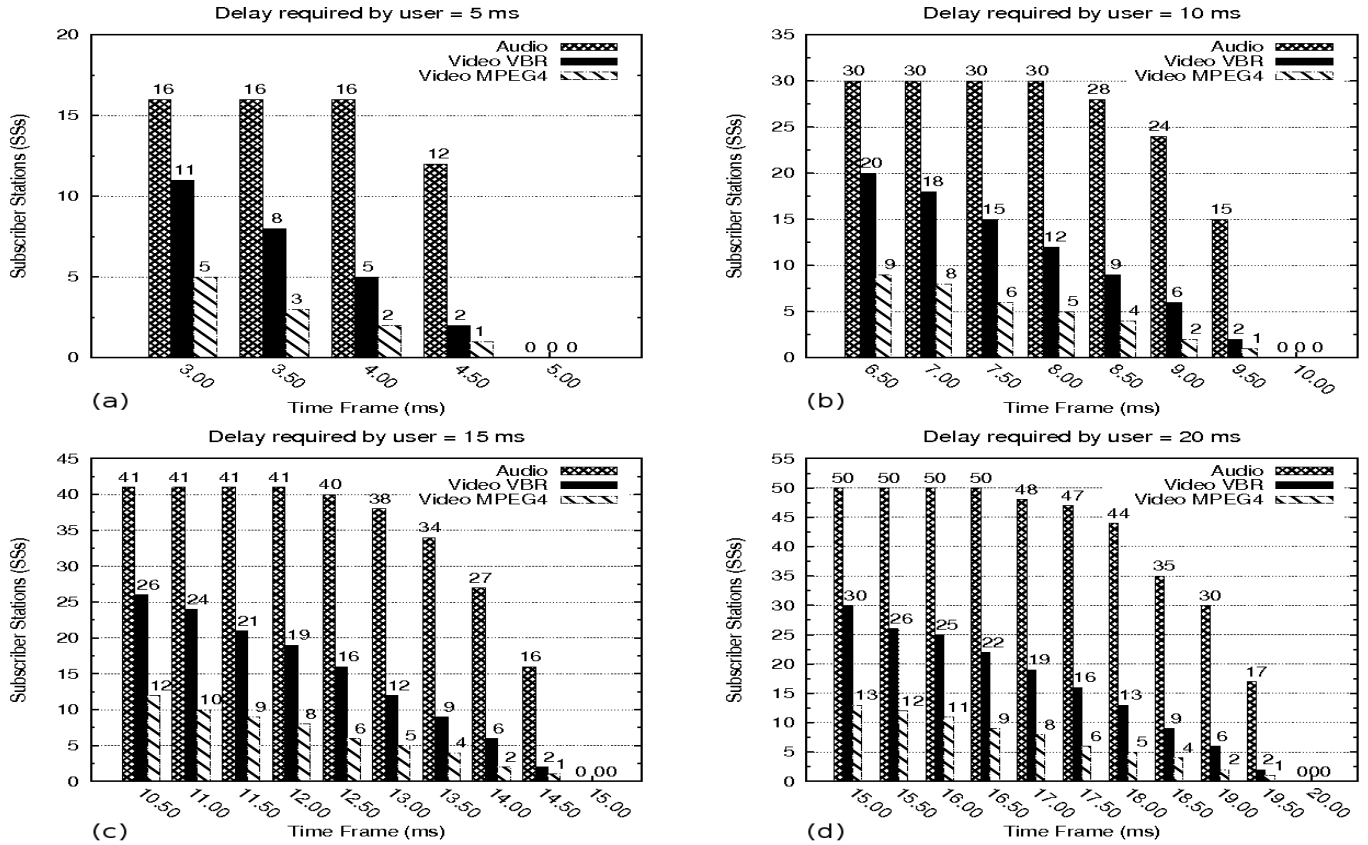 Delay required by user = 5 ms
Subscriber Stations (SSs)
20
15
10
5
0
Audio
Video VBR
Video MPEG4
16 11 5
16 8 3
16 5 2
12 2 1
0 0 0
3.00 3.50 4.00 4.50 5.00
(a)
Time Frame (ms)
Delay required by user = 10 ms
Subscriber Stations (SSs)
35
30
25
20
15
10
5
0
Audio
Video VBR
Video MPEG4
30 20 9
30 18 8
30 15 6
30 12 5
28 9 4
24 6 2
15 2 1
0 0 0
6.50 7.00 7.50 8.00 8.50 9.00 9.50 10.00
(b)
Time Frame (ms)
Delay required by user = 15 ms
Subscriber Stations (SSs)
45
40
35
30
25
20
15
10
5
0
Audio
Video VBR
Video MPEG4
41 26 12
41 24 10
41 21 9
41 19 8
40 16 6
38 12 5
34 9 4
27 6 2
16 2 1
0 0 0
10.50 11.00 11.50 12.00 12.50 13.00 13.50 14.00 14.50 15.00
(c)
Time Frame (ms)
Delay required by user = 20 ms
Subscriber Stations (SSs)
55
50
45
40
35
30
25
20
15
10
5
0
Audio
Video VBR
Video MPEG4
50 30 13
50 26 12
50 25 11
50 22 9
48 19 8
47 16 6
44 13 5
35 9 4
30 6 2
17 2 1
0 0 0
15.00 15.50 16.00 16.50 17.00 17.50 18.00 18.50 19.00 19.50 20.00
(d)
Time Frame (ms)